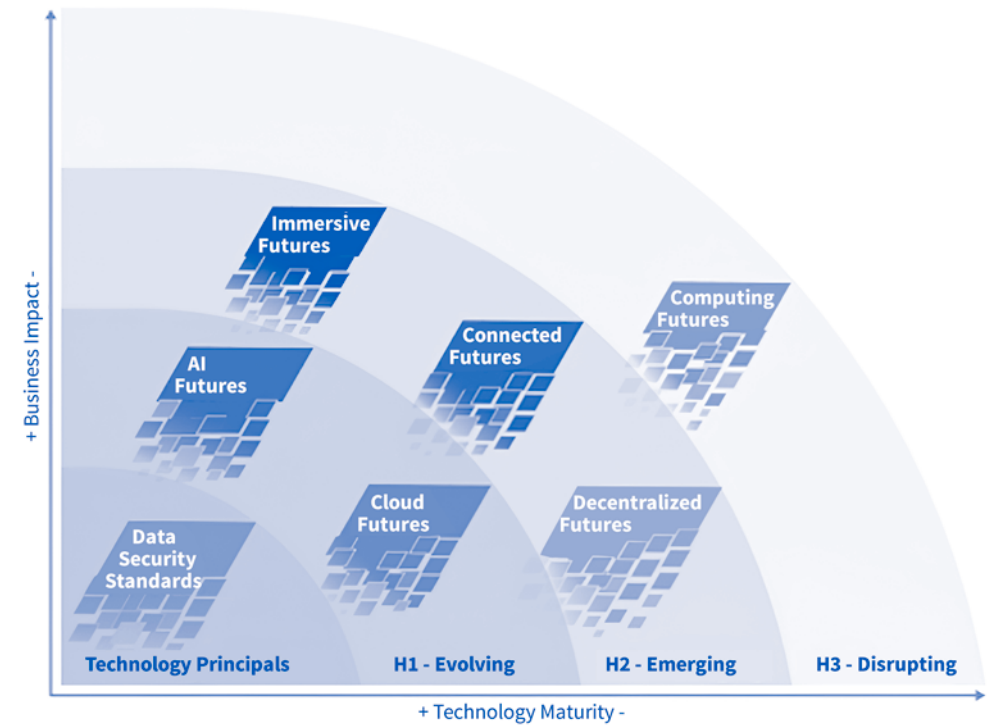 + Business Impact -
Immersive
Futures
Computing
Futures
Connected
Futures
AI
Futures
Cloud
Futures
Decentralized
Futures
Data
Security
Standards
Technology Principals
H1 - Evolving
H2 - Emerging
H3 - Disrupting
+ Technology Maturity -